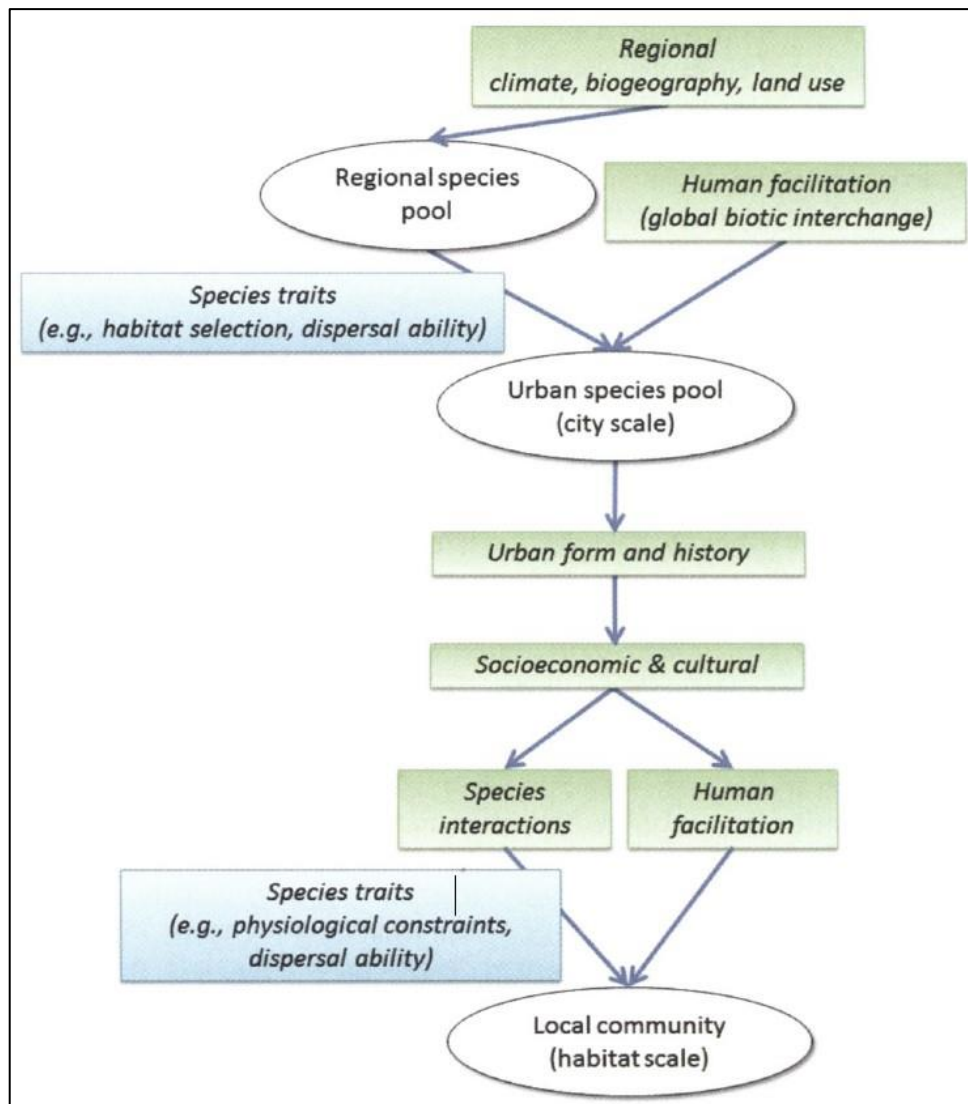 Regional
climate, biogeography, land use
Regional species
pool
Human facilitation
(global biotic interchange)
Species traits
(e.g., habitat selection, dispersal ability)
Urban species pool
(city scale)
Urban form and history
Socioeconomic & cultural
Species
interactions
Human
facilitation
Species traits
(e.g., physiological constraints,
dispersal ability)
Local community
(habitat scale)